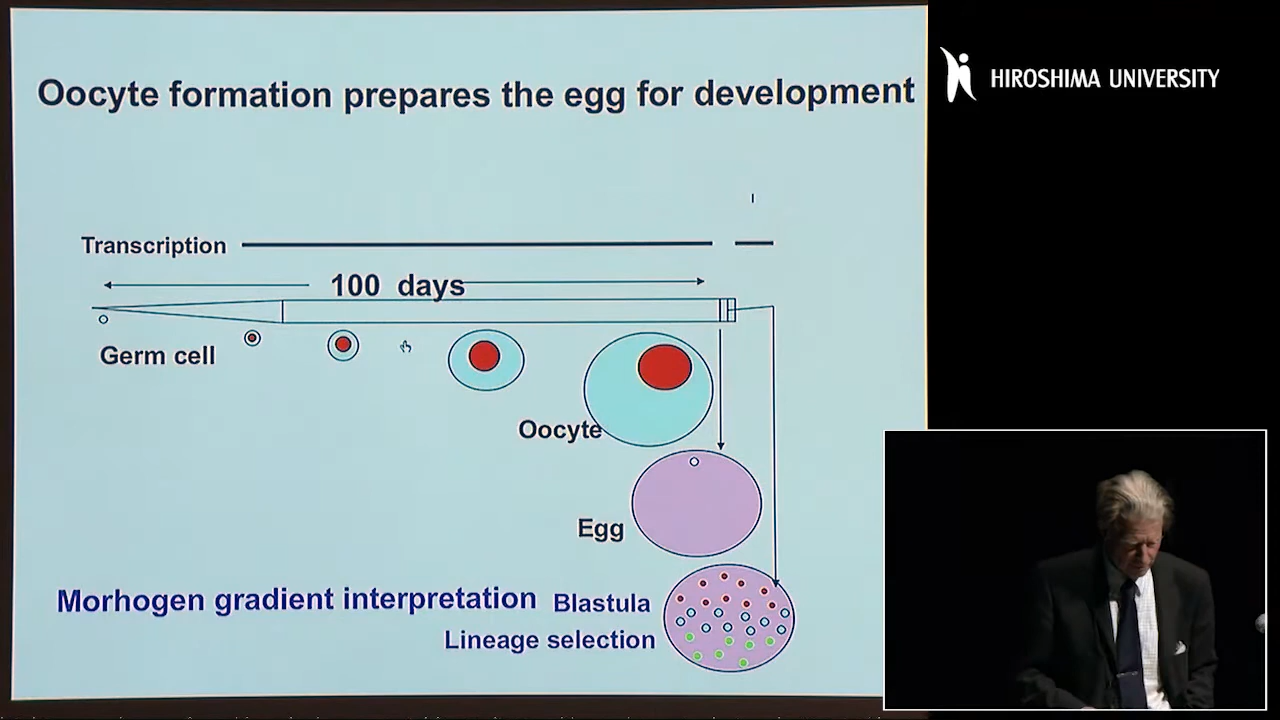 Oocyte formation prepares the egg for development
HIROSHIMA UNIVERSITY
Transcription
100 days
Germ cell
Oocyte
Egg
Morhogen gradient interpretation
Blastula
Lineage selection